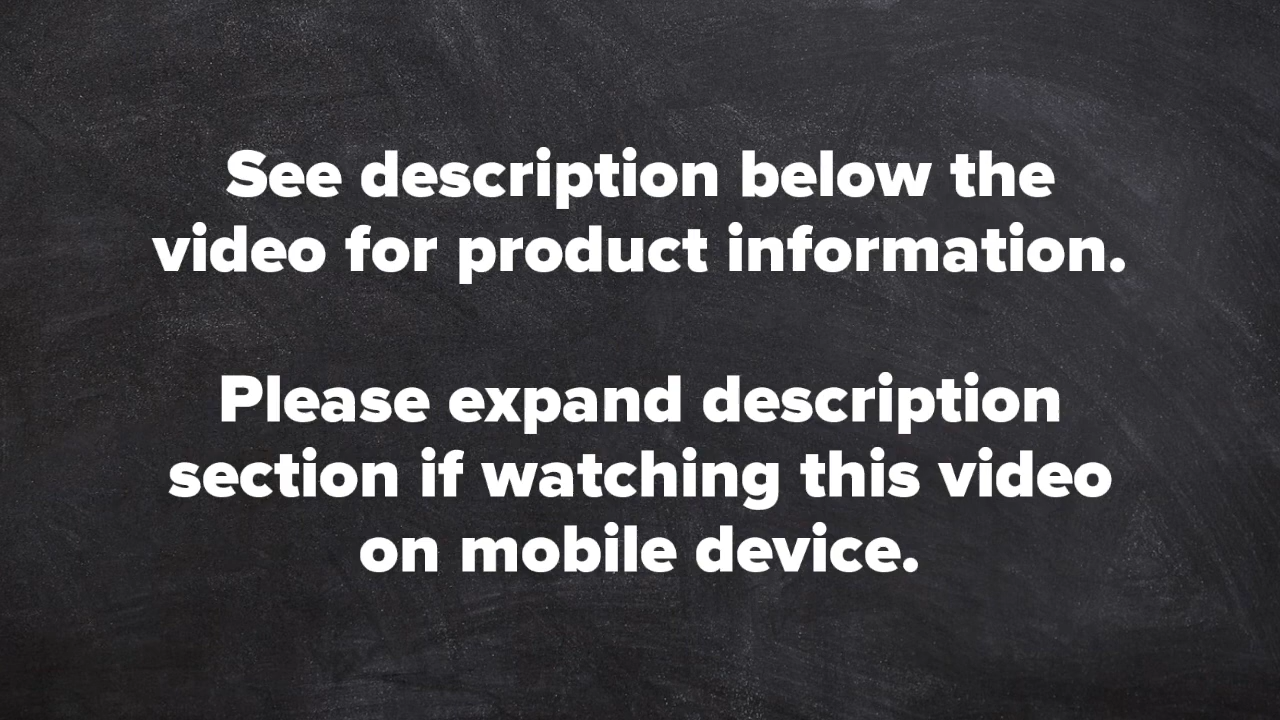 See description below the
video for product information.
Please expand description
section if watching this video
on mobile device.